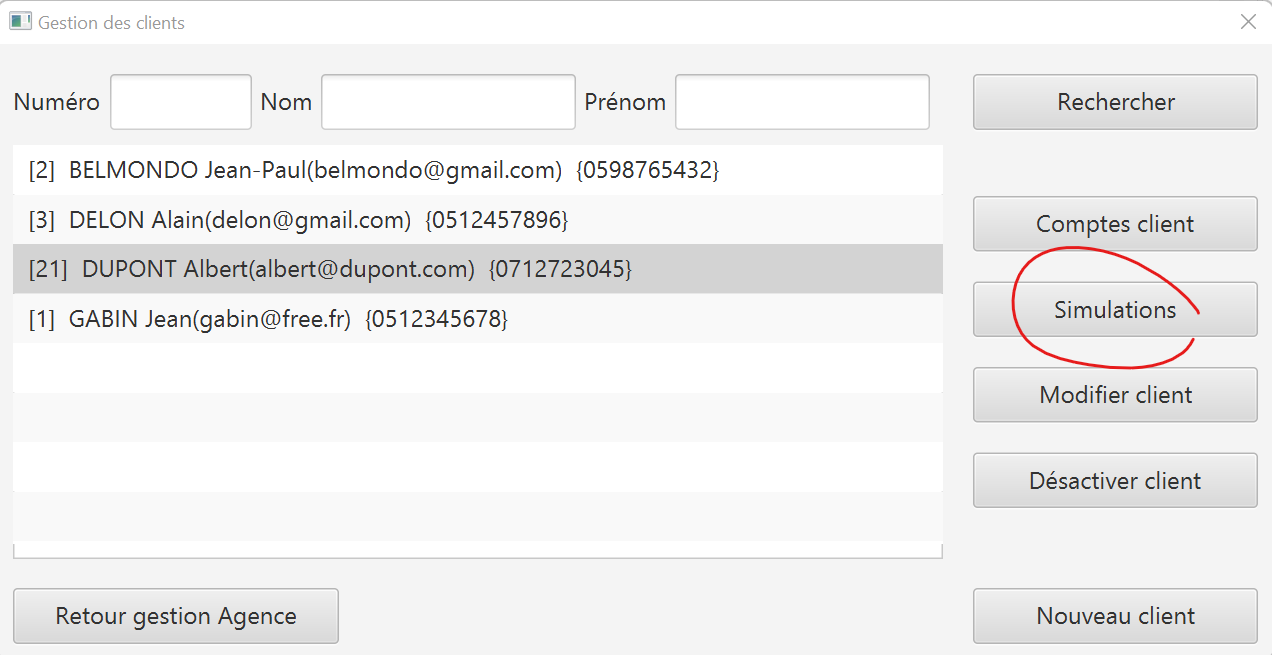 Gestion des clients
Numéro Nom Prénom Rechercher
[2] BELMONDO Jean-Paul(belmondo@gmail.com) {0598765432}
[3] DELON Alain(delon@gmail.com) {0512457896}
Comptes client
[21] DUPONT Albert(albert@dupont.com) {0712723045}
[1] GABIN Jean(gabin@free.fr) {0512345678}
Simulations
Modifier client
Désactiver client
Retour gestion Agence
Nouveau client